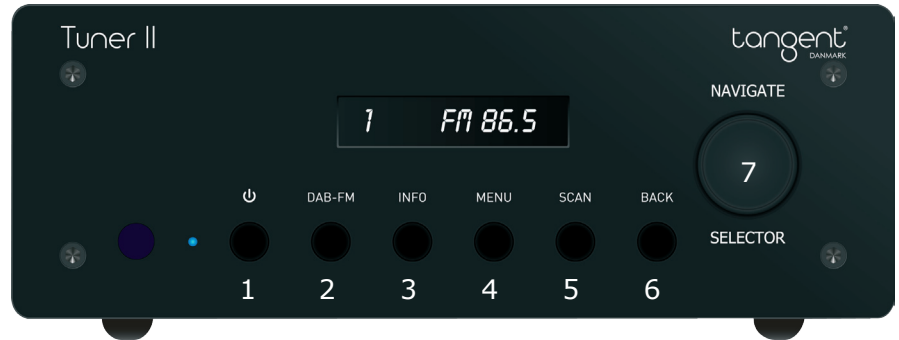 Tuner II
tangent®
DANMARK
NAVIGATE
1 FM 86.5
7
DAB-FM INFO MENU SCAN BACK
SELECTOR
1 2 3 4 5 6